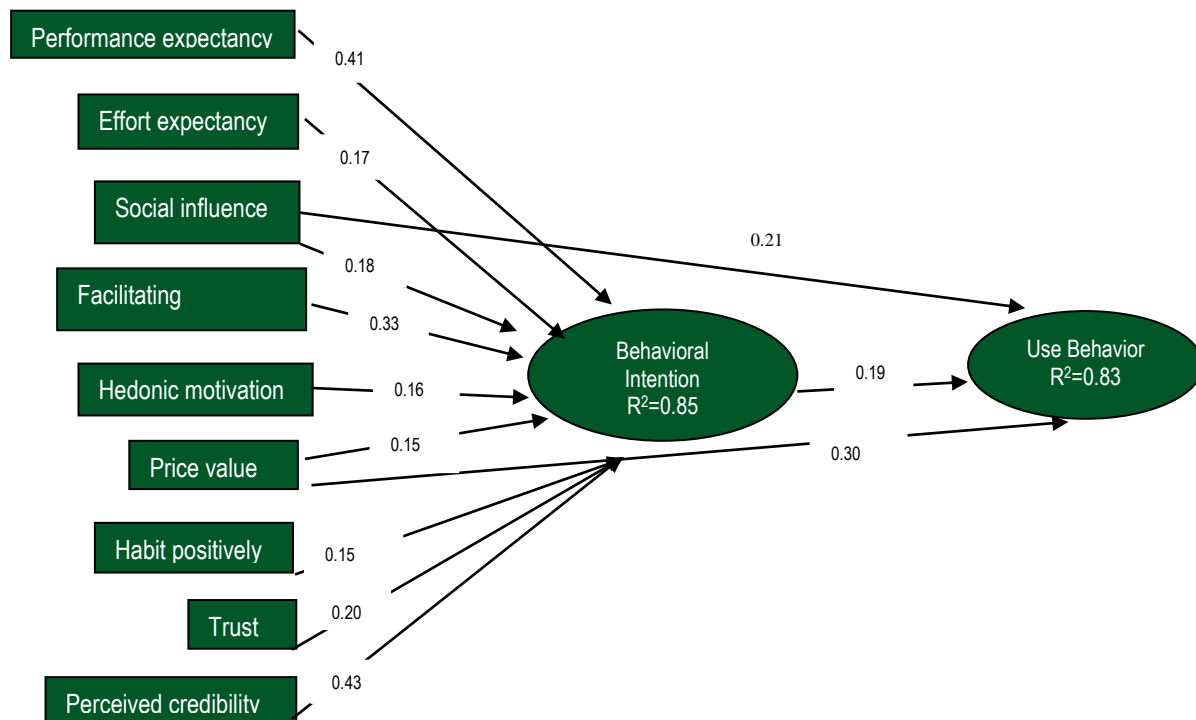 Performance expectancy
0.41
Effort expectancy
0.17
Social influence
0.21
0.18
Facilitating
0.33
Behavioral
Intention
R²=0.85
Use Behavior
R²=0.83
0.19
Hedonic motivation
0.16
Price value
0.15
0.30
Habit positively
0.15
Trust
0.20
Perceived credibility
0.43